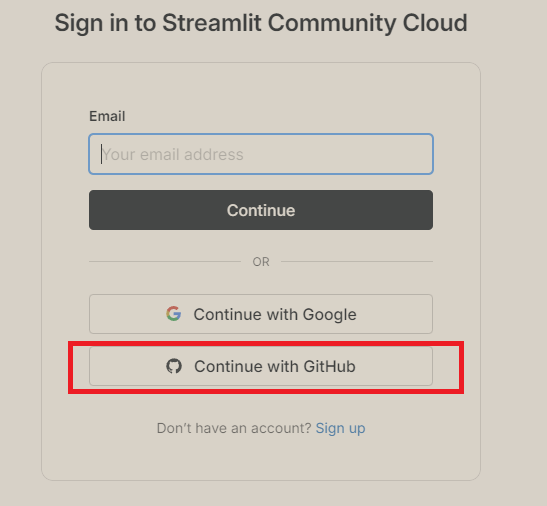 Sign in to Streamlit Community Cloud
Email
Your email address
Continue
OR
Continue with Google
Continue with GitHub
Don't have an account? Sign up